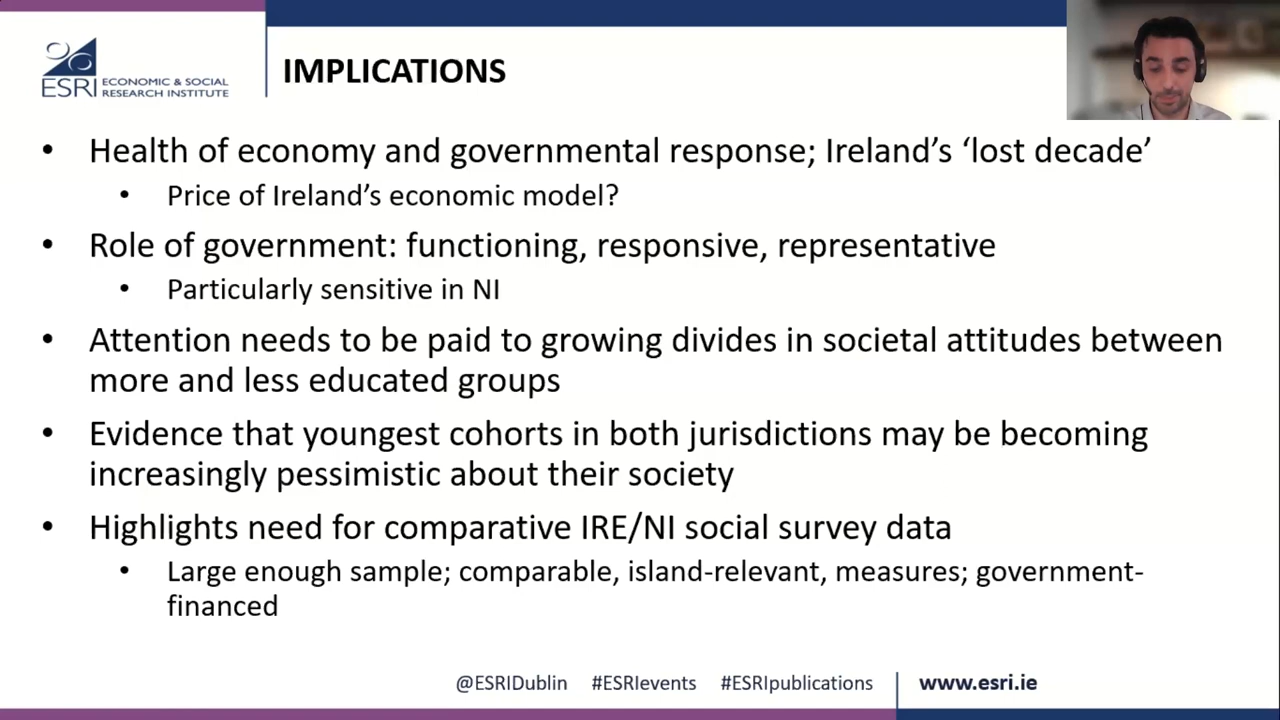 ESRI
ECONOMIC & SOCIAL
RESEARCH INSTITUTE
IMPLICATIONS
• Health of economy and governmental response; Ireland’s ‘lost decade’
• Price of Ireland’s economic model?
• Role of government: functioning, responsive, representative
• Particularly sensitive in NI
• Attention needs to be paid to growing divides in societal attitudes between
more and less educated groups
• Evidence that youngest cohorts in both jurisdictions may be becoming
increasingly pessimistic about their society
• Highlights need for comparative IRE/NI social survey data
• Large enough sample; comparable, island-relevant, measures; government-
financed
@ESRIDublin #ESRIevents #ESRIpublications www.esri.ie